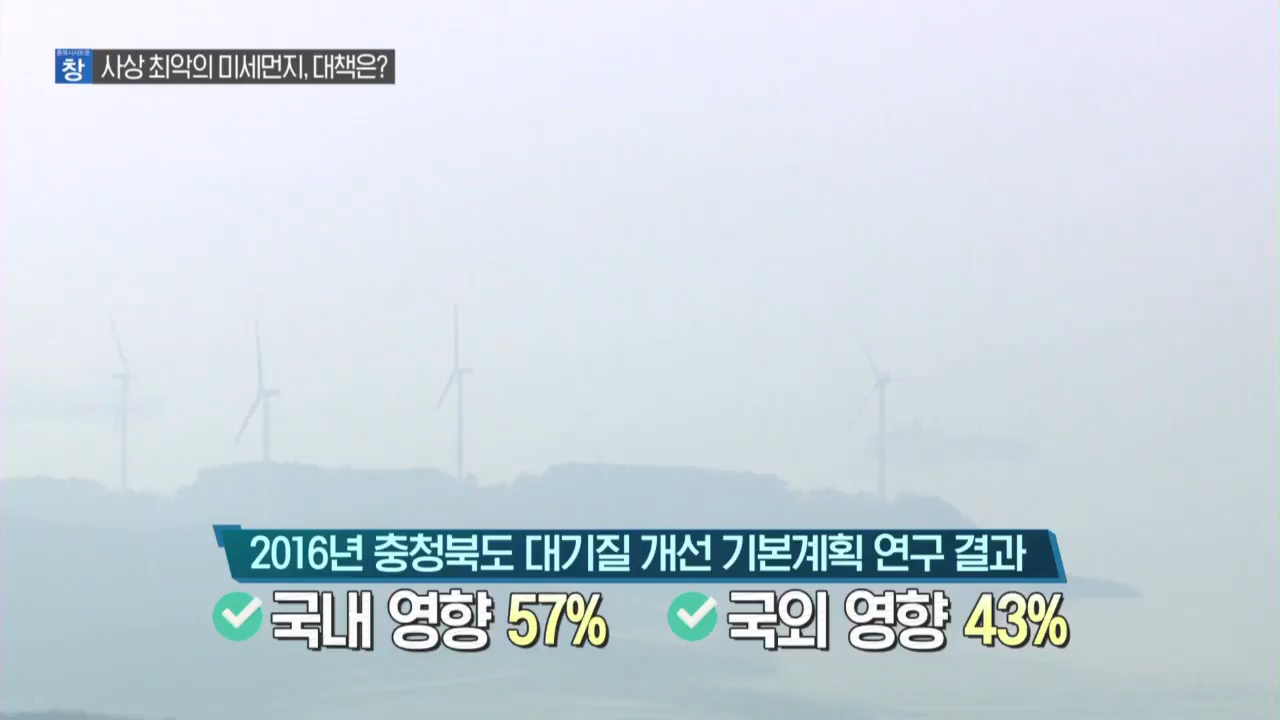 창 사상 최악의 미세먼지, 대책은?
2016년 충청북도 대기질 개선 기본계획 연구 결과
국내 영향 57% 국외 영향 43%